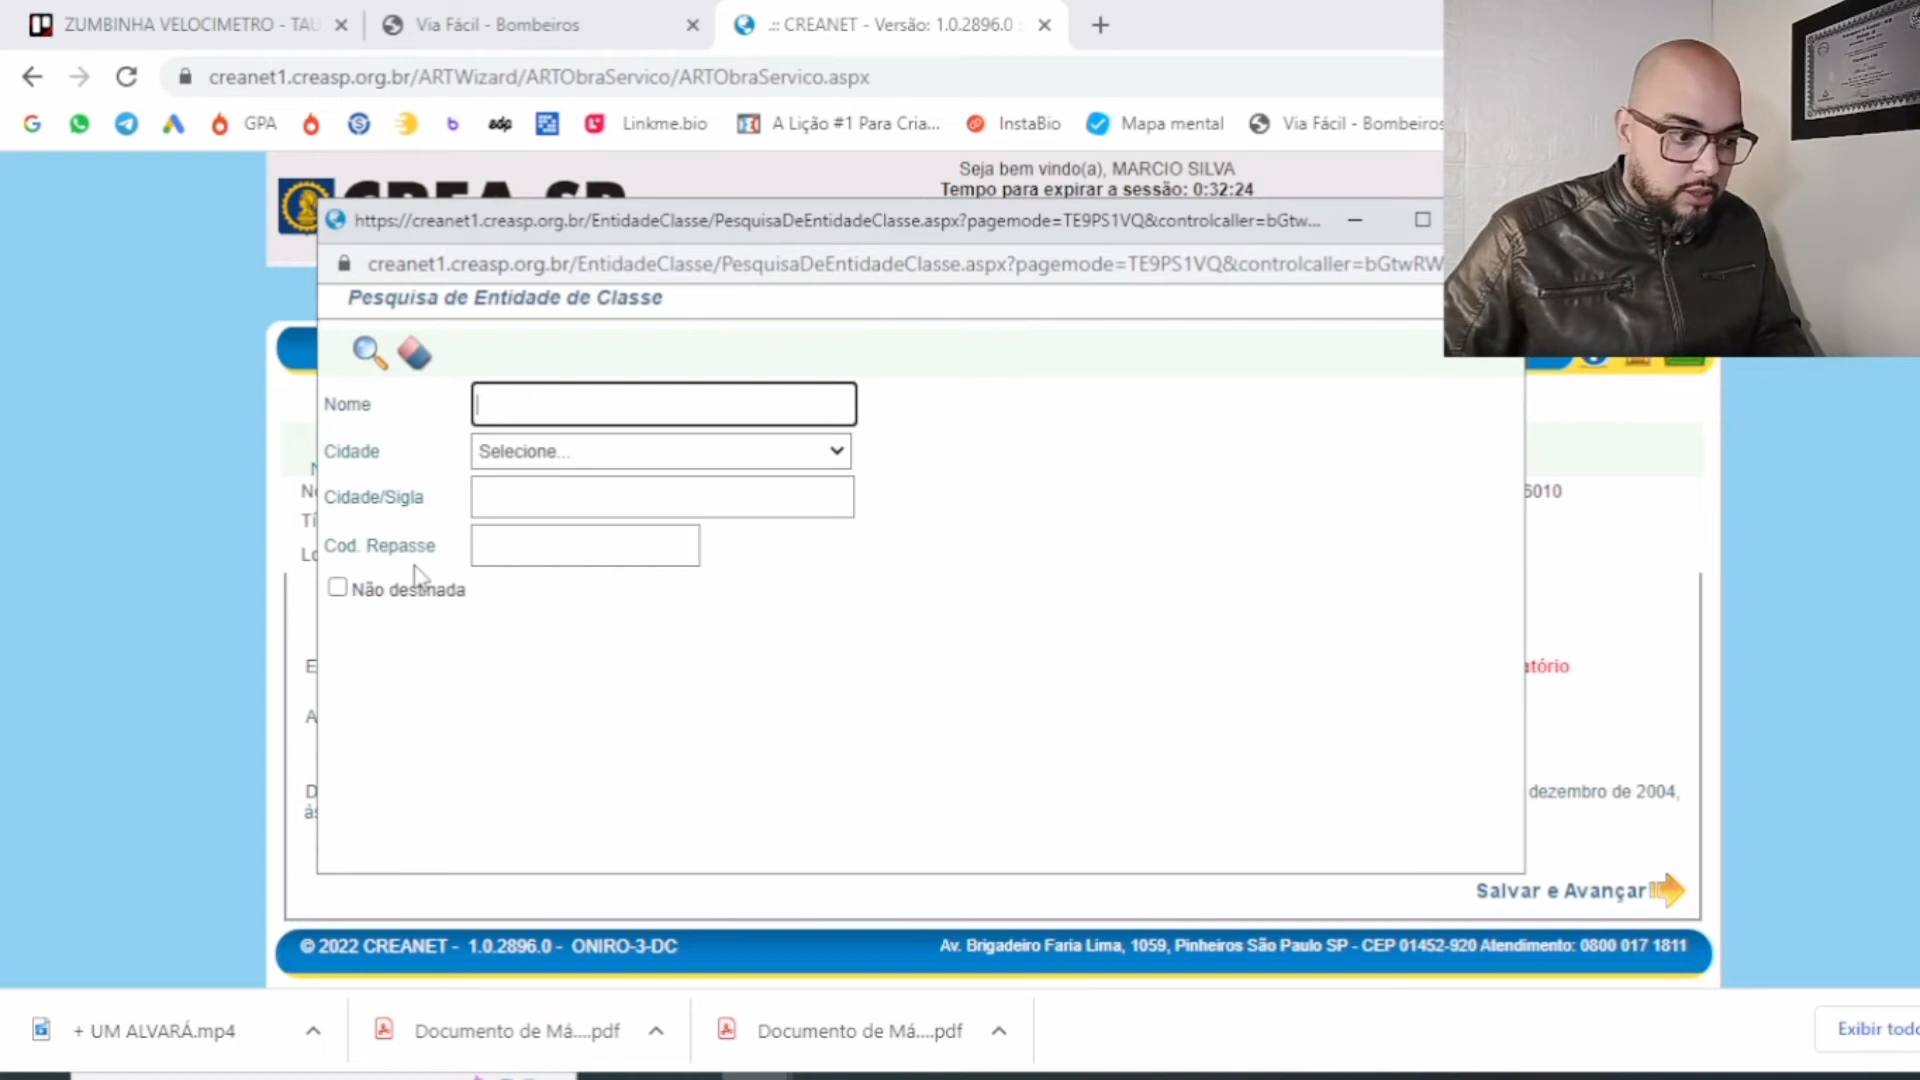 ZUMBINHA VELOCIMETRO - TAU
Via Fácil - Bombeiros
.:: CREANET - Versão: 1.0.2896.0 :
creanet1.creasp.org.br/ARTWizard/ARTObraServico/ARTObraServico.aspx
GPA
edp
Linkme.bio
A Lição #1 Para Cria...
InstaBio
Mapa mental
Via Fácil - Bombeiros
CREA-SP
Seja bem vindo(a), MARCIO SILVA
Tempo para expirar a sessão: 0:32:24
https://creanet1.creasp.org.br/EntidadeClasse/PesquisaDeEntidadeClasse.aspx?pagemode=TE9PS1VQ&controlcaller=bGtw...
creanet1.creasp.org.br/EntidadeClasse/PesquisaDeEntidadeClasse.aspx?pagemode=TE9PS1VQ&controlcaller=bGtwRW
Pesquisa de Entidade de Classe
Nome
Cidade
Selecione...
Cidade/Sigla
Cod. Repasse
Não destinada
6010
atório
dezembro de 2004,
Salvar e Avançar
© 2022 CREANET - 1.0.2896.0 - ONIRO-3-DC
Av. Brigadeiro Faria Lima, 1059, Pinheiros São Paulo SP - CEP 01452-920 Atendimento: 0800 017 1811
+ UM ALVARÁ.mp4
Documento de Má....pdf
Documento de Má....pdf
Exibir todo